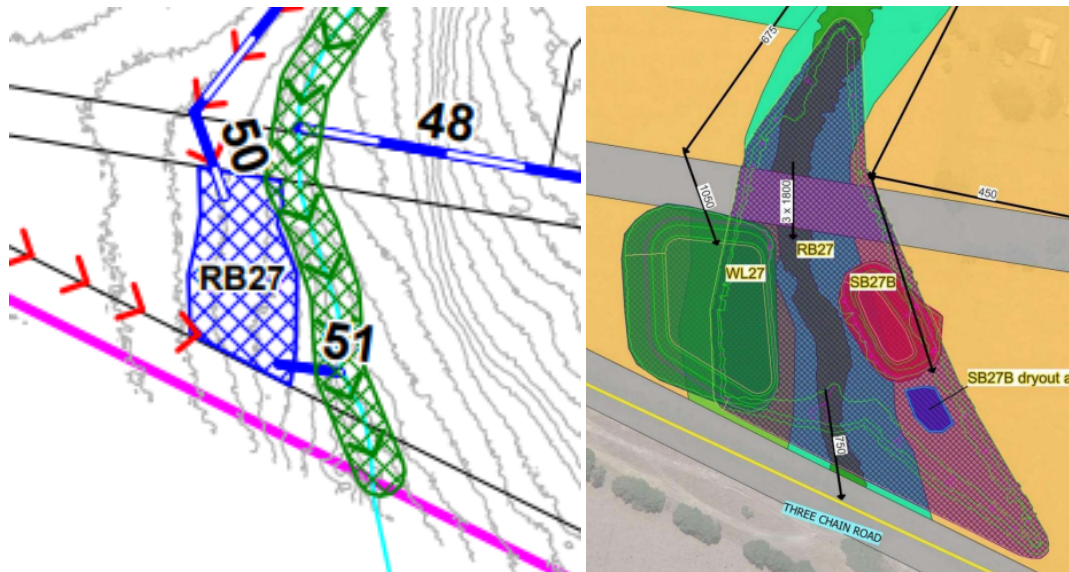 48
50
RB27
51
675
1050
3 x 1800
450
RB27
WL27
SB27B
SB27B dryout a
750
THREE CHAIN ROAD